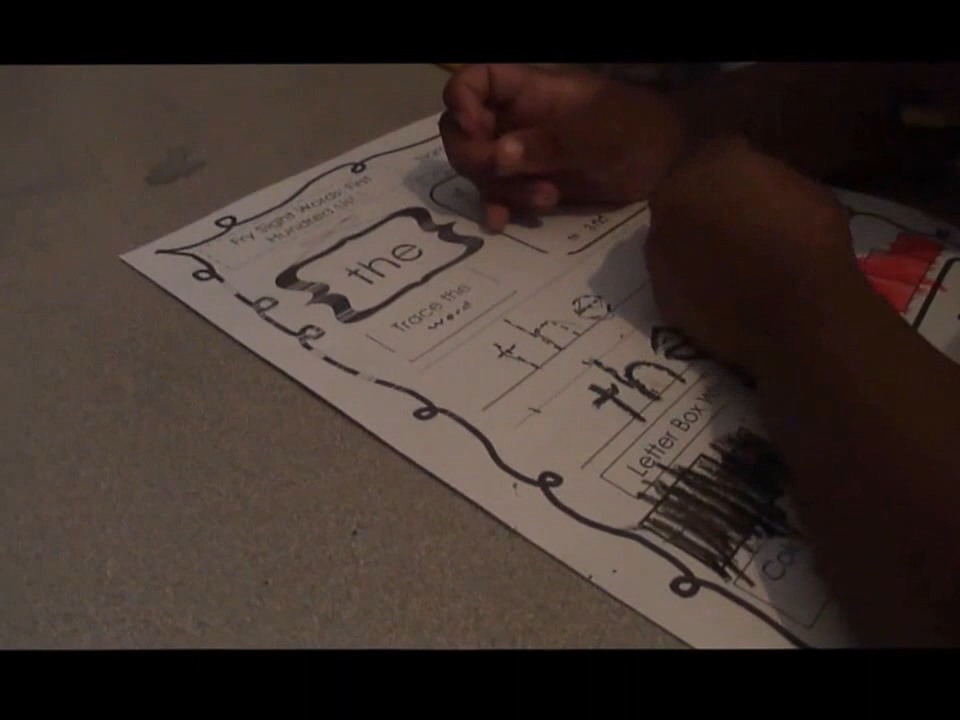 Fry Sight Words: First
Hundred List
the
Trace the
word
the
the
Letter Box